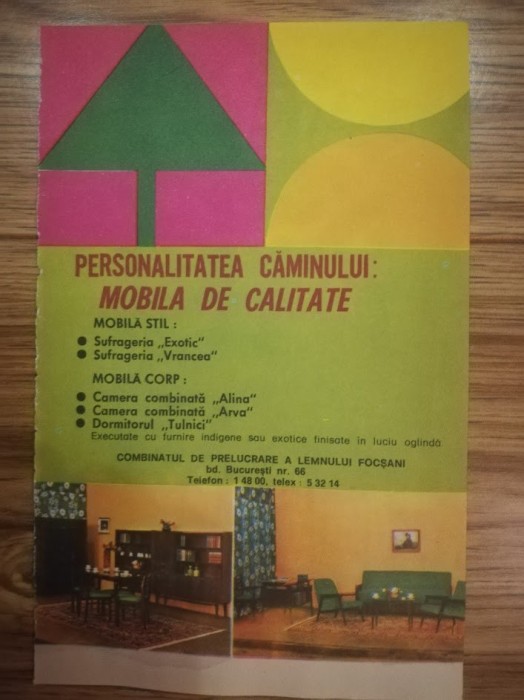 PERSONALITATEA CĂMINULUI:
MOBILA DE CALITATE
MOBILĂ STIL :
● Sufrageria „Exotic"
● Sufrageria „Vrancea"
MOBILĂ CORP :
● Camera combinată „Alina"
● Camera combinată „Arva"
● Dormitorul „Tulnici"
Executate cu furnire indigene sau exotice finisate în luciu oglindă
COMBINATUL DE PRELUCRARE A LEMNULUI FOCȘANI
bd. București nr. 66
Telefon : 1 48 00, telex : 5 32 14